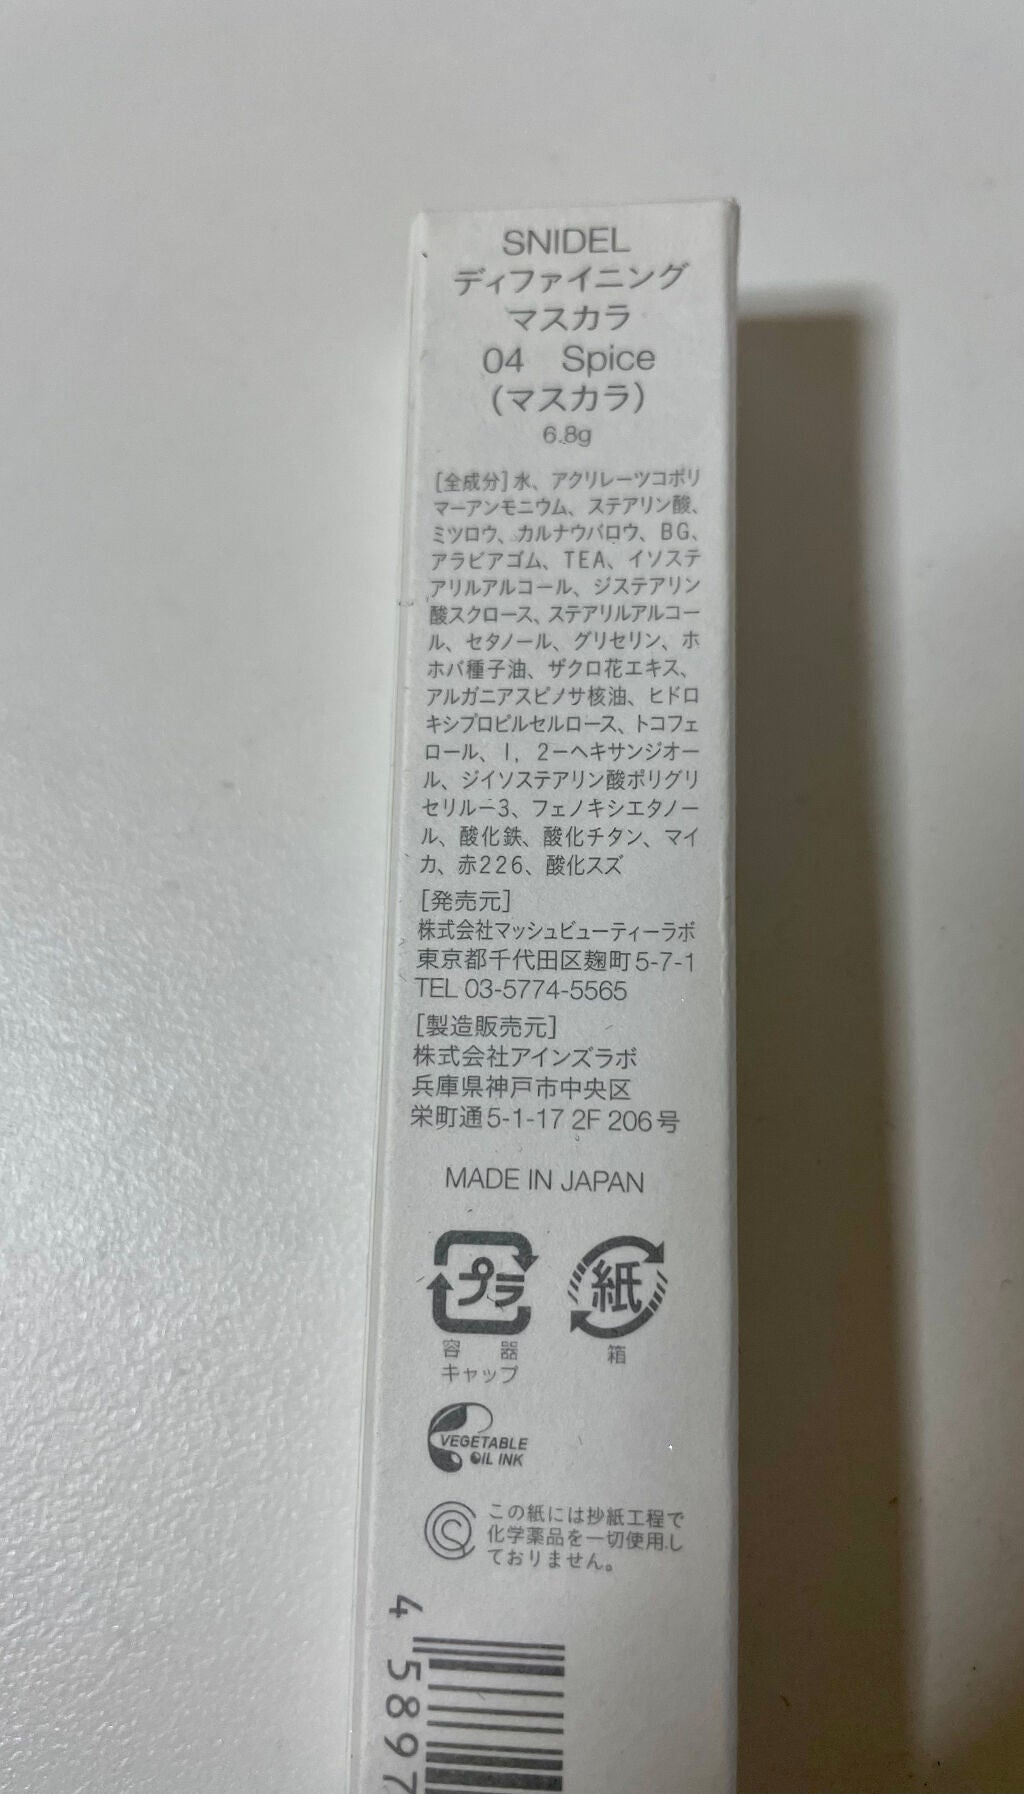 SNIDEL
ディファイニング
マスカラ
04 Spice
(マスカラ)
6.8g
[全成分]水、アクリレーツコポリ
マーアンモニウム、ステアリン酸、
ミツロウ、カルナウバロウ、BG、
アラビアゴム、TEA、イソステ
アリルアルコール、ジステアリン
酸スクロース、ステアリルアルコー
ル、セタノール、グリセリン、ホ
ホバ種子油、ザクロ花エキス、
アルガニアスピノサ核油、ヒドロ
キシプロピルセルロース、トコフェ
ロール、1，2－ヘキサンジオー
ル、ジイソステアリン酸ポリグリ
セリル－3、フェノキシエタノー
ル、酸化鉄、酸化チタン、マイ
カ、赤226、酸化スズ
[発売元]
株式会社マッシュビューティーラボ
東京都千代田区麹町5-7-1
TEL 03-5774-5565
[製造販売元]
株式会社アインズラボ
兵庫県神戸市中央区
栄町通5-1-17 2F 206号
MADE IN JAPAN
プラ
容器
キャップ
紙
箱
VEGETABLE
OIL INK
この紙には抄紙工程で
化学薬品を一切使用し
ておりません。
4 5897